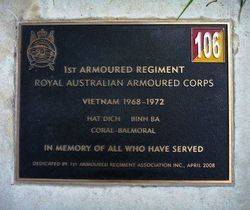 106
1ST ARMOURED REGIMENT
ROYAL AUSTRALIAN ARMOURED CORPS
VIETNAM 1968-1972
HAT DICH BINH BA
CORAL-BALMORAL
IN MEMORY OF ALL WHO HAVE SERVED
DEDICATED BY 1ST ARMOURED REGIMENT ASSOCIATION INC., APRIL 2008